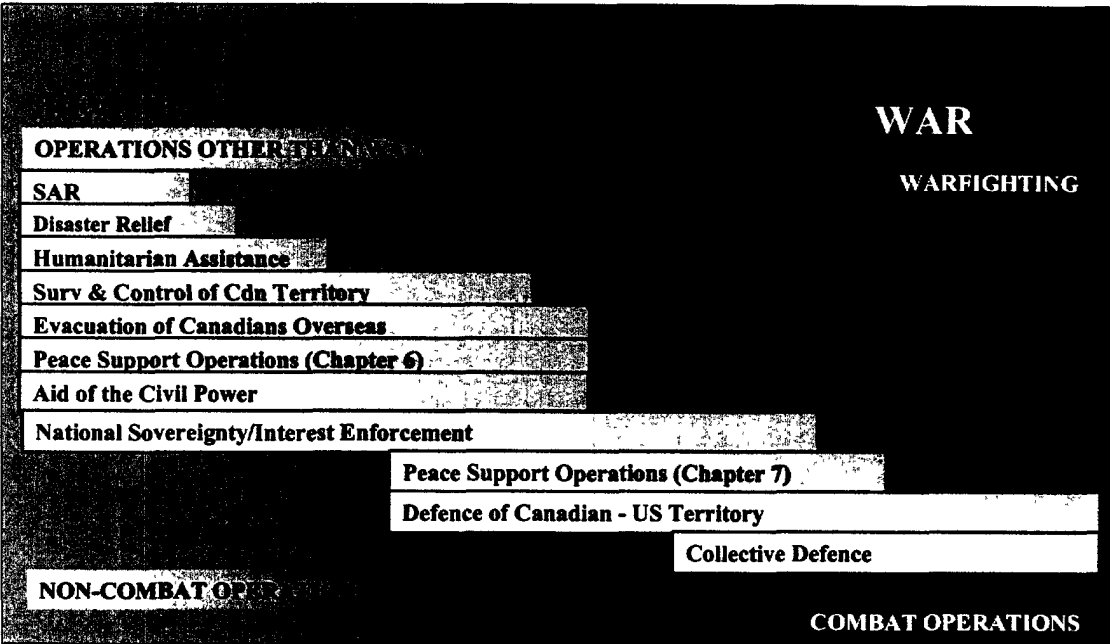 WAR
OPERATIONS OTHER THAN
WARFIGHTING
SAR
Disaster Relief
Humanitarian Assistance
Surv & Control of Cdn Territory
Evacuation of Canadians Overseas
Peace Support Operations (Chapter 6)
Aid of the Civil Power
National Sovereignty/Interest Enforcement
Peace Support Operations (Chapter 7)
Defence of Canadian - US Territory
Collective Defence
NON-COMBAT
COMBAT OPERATIONS